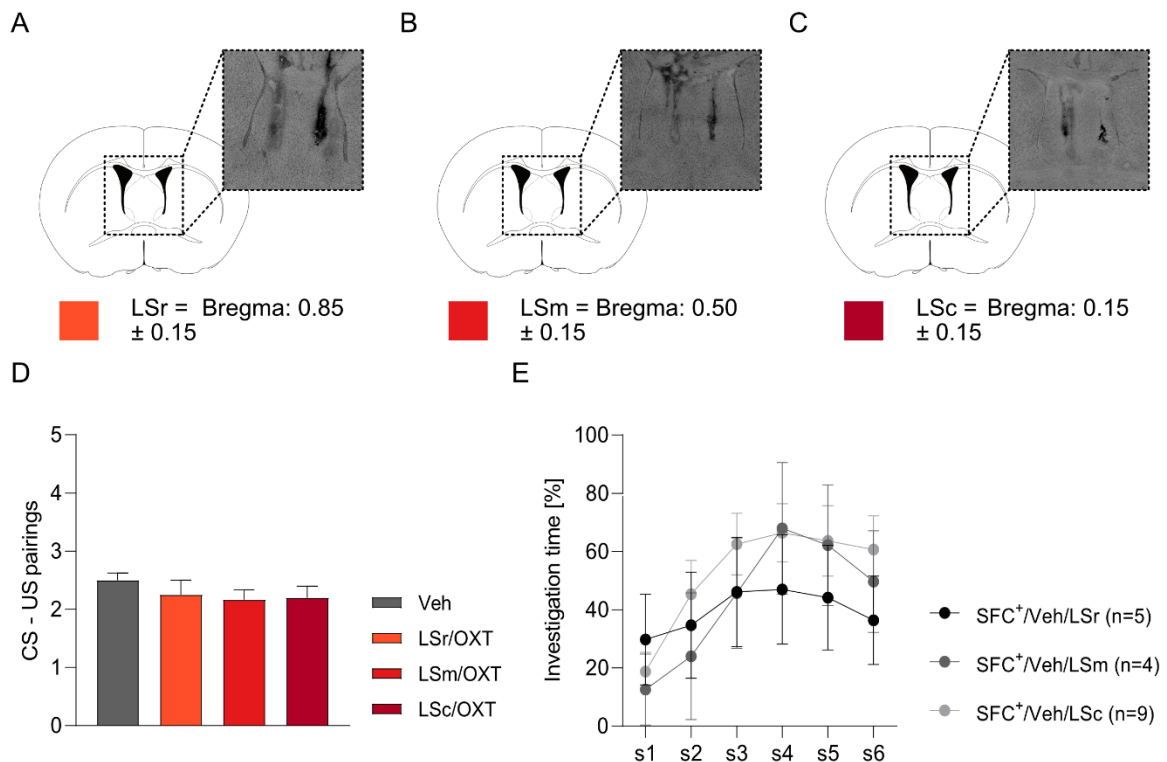 A
B
C
LSr = Bregma: 0.85
± 0.15
LSm = Bregma: 0.50
± 0.15
LSc = Bregma: 0.15
± 0.15
D
CS - US pairings
5
4
3
2
1
0
Veh
LSr/OXT
LSm/OXT
LSc/OXT
E
Investigation time [%]
100
80
60
40
20
0
s1 s2 s3 s4 s5 s6
SFC⁺/Veh/LSr (n=5)
SFC⁺/Veh/LSm (n=4)
SFC⁺/Veh/LSc (n=9)